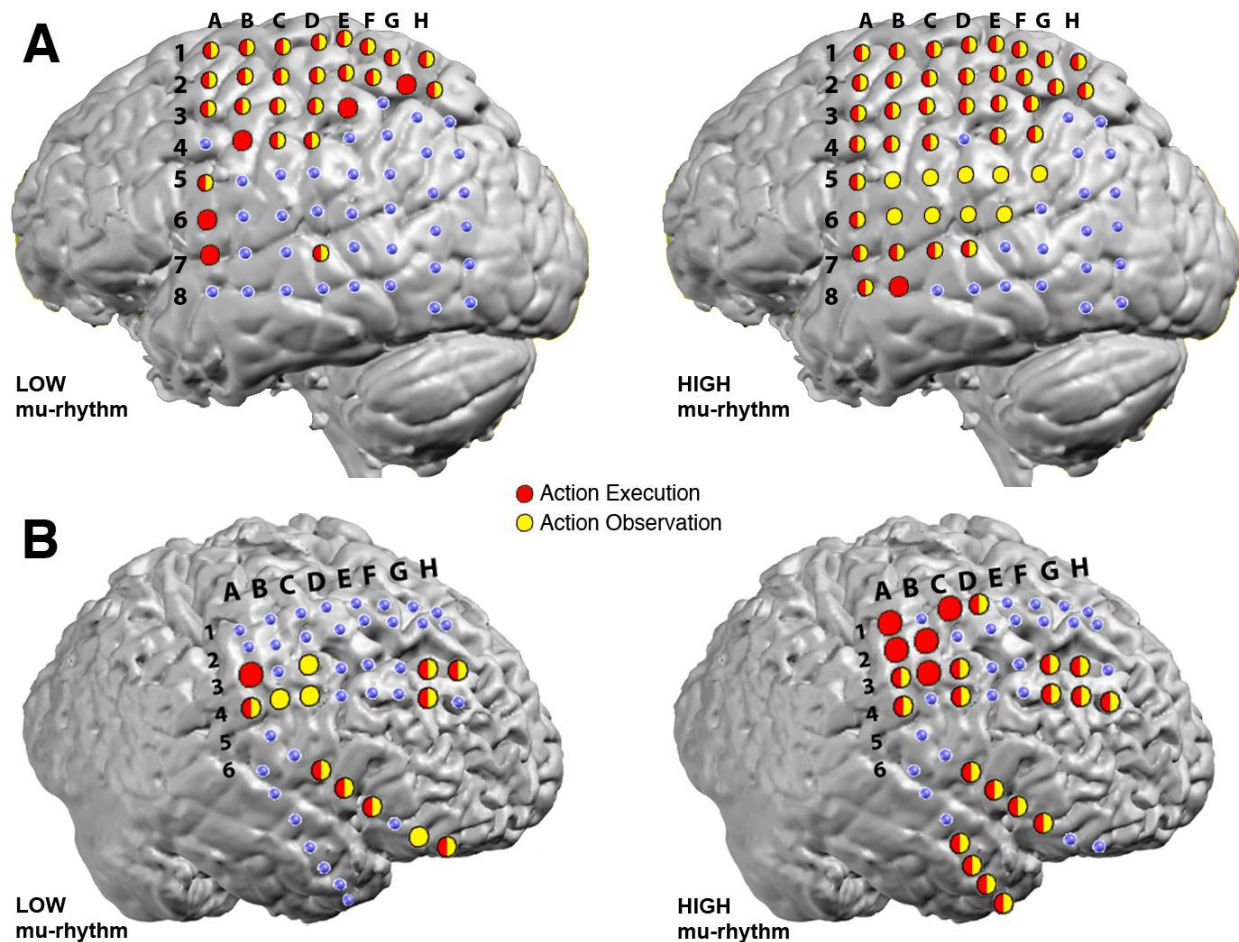 A
A B C D E F G H
1
2
3
4
5
6
7
8
LOW
mu-rhythm
A B C D E F G H
1
2
3
4
5
6
7
8
HIGH
mu-rhythm
Action Execution
Action Observation
B
A B C D E F G H
1
2
3
4
5
6
LOW
mu-rhythm
A B C D E F G H
1
2
3
4
5
6
HIGH
mu-rhythm